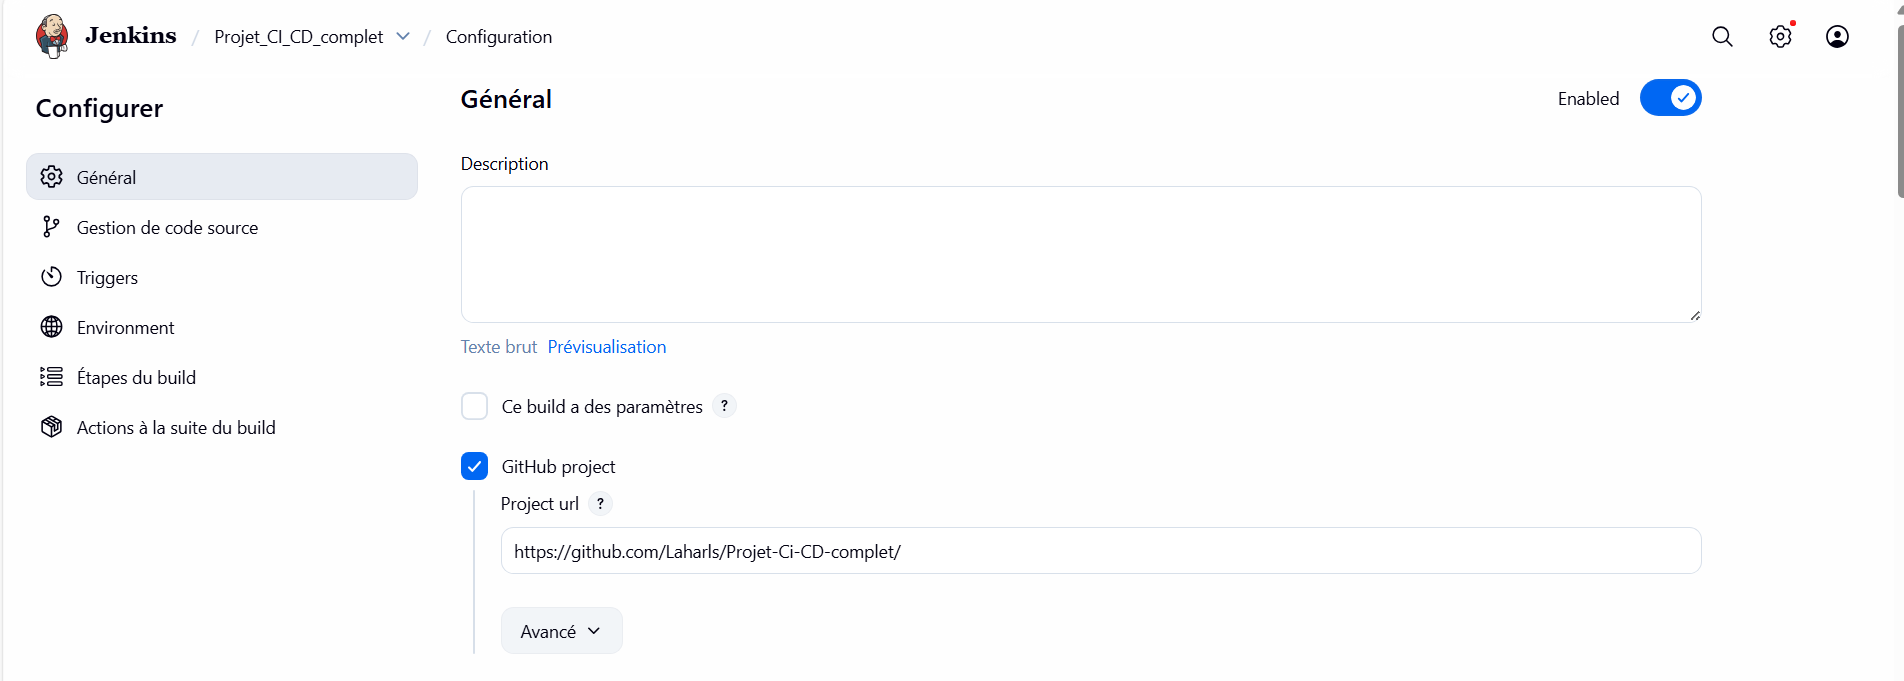 Jenkins / Projet_CI_CD_complet / Configuration
Configurer
Général
Gestion de code source
Triggers
Environment
Étapes du build
Actions à la suite du build
Général
Enabled
Description
Texte brut Prévisualisation
Ce build a des paramètres ?
GitHub project
Project url ?
https://github.com/Laharls/Projet-Ci-CD-complet/
Avancé